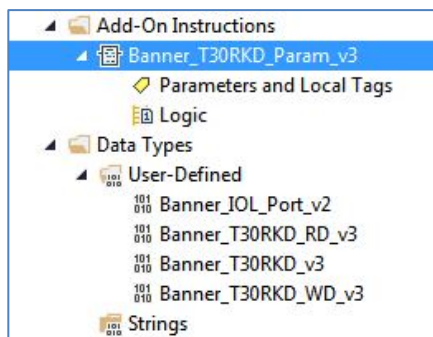 Add-On Instructions
Banner_T30RKD_Param_v3
Parameters and Local Tags
Logic
Data Types
User-Defined
Banner_IOL_Port_v2
Banner_T30RKD_RD_v3
Banner_T30RKD_v3
Banner_T30RKD_WD_v3
Strings